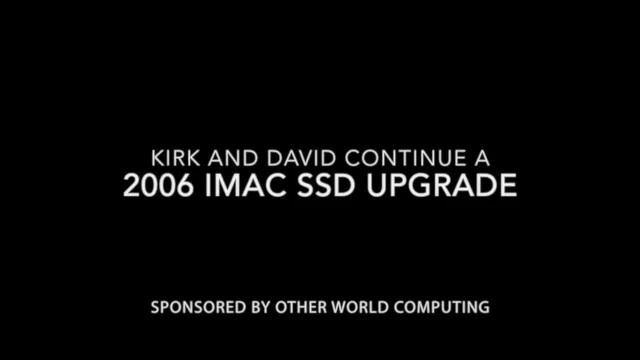 KIRK AND DAVID CONTINUE A
2006 IMAC SSD UPGRADE
SPONSORED BY OTHER WORLD COMPUTING